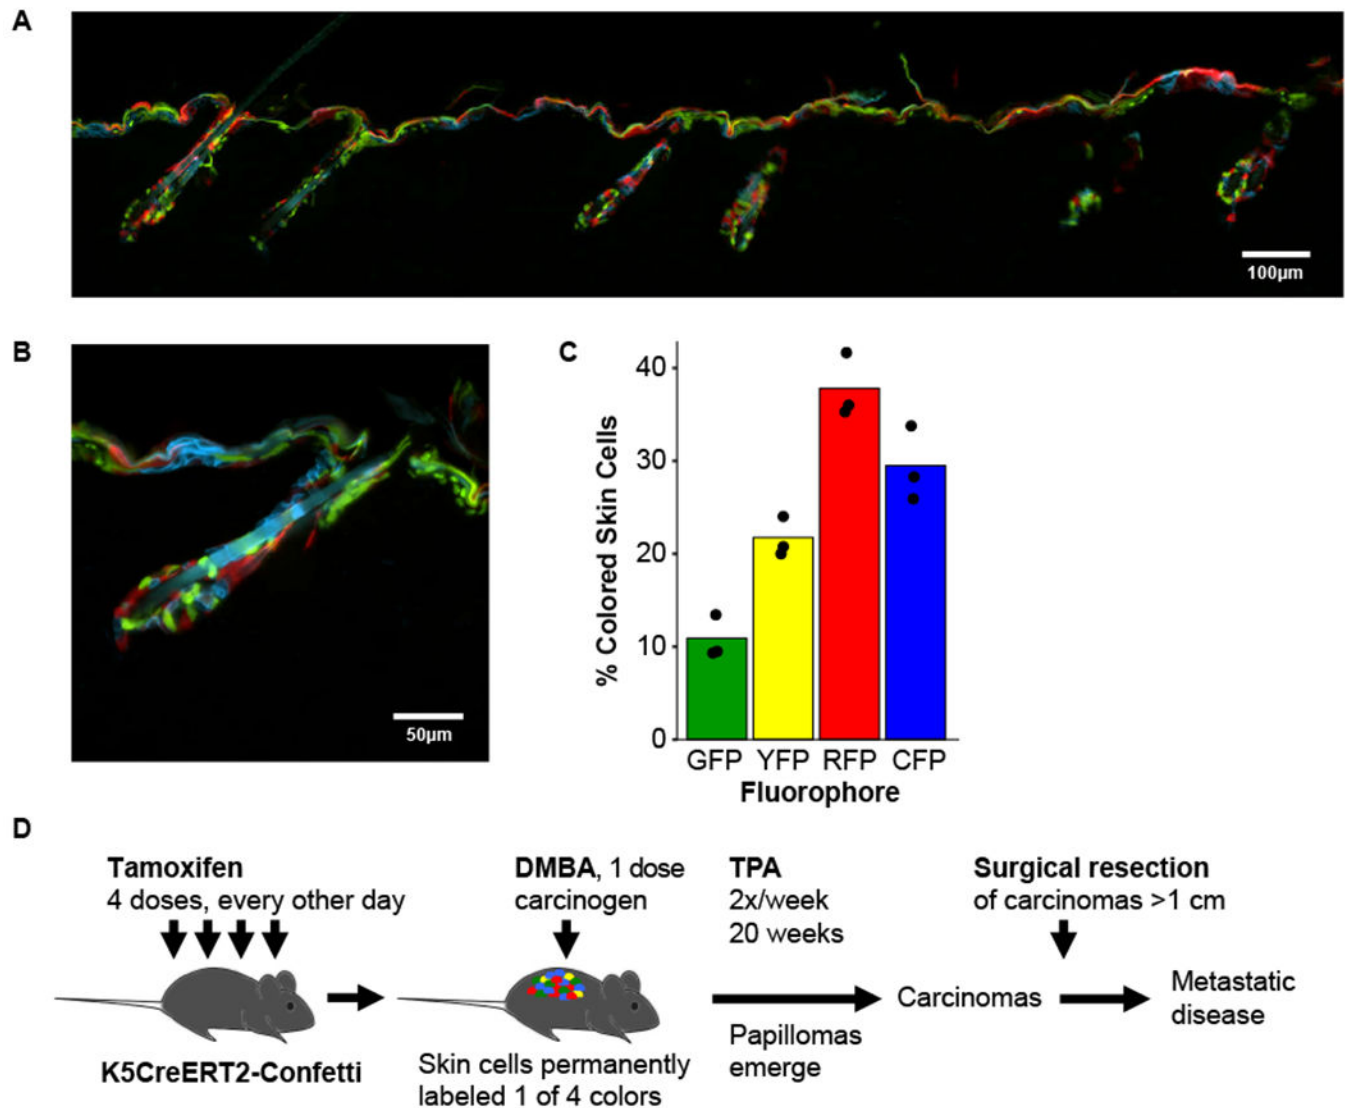 A
100µm
B
50µm
C
% Colored Skin Cells
40
30
20
10
0
GFP YFP RFP CFP
Fluorophore
D
Tamoxifen
4 doses, every other day
K5CreERT2-Confetti
DMBA, 1 dose
carcinogen
Skin cells permanently
labeled 1 of 4 colors
TPA
2x/week
20 weeks
Papillomas
emerge
Carcinomas
Surgical resection
of carcinomas >1 cm
Metastatic
disease